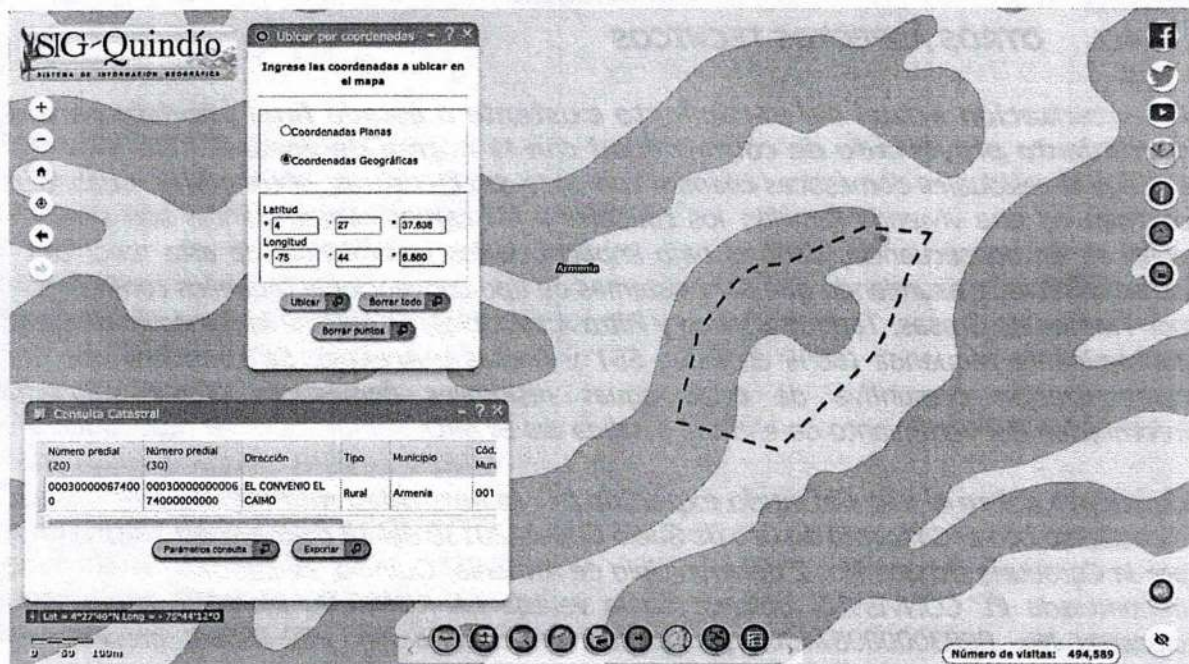 SIG-Quindío
SISTEMA DE INFORMACIÓN GEOGRÁFICA
Ubicar por coordenadas - ? ×
Ingrese las coordenadas a ubicar en
el mapa
Coordenadas Planas
Coordenadas Geográficas
Latitud
* 4 27 37.638
Longitud
* -75 44 6.860
Ubicar
Borrar todo
Borrar puntos
Armenia
Consulta Catastral - ? ×
Número predial (20) Número predial (30) Dirección Tipo Municipio Cód. Muni
00030000067400
0
00030000000006
74000000000
EL CONVENIO EL
CAIMO
Rural
Armenia
001
Parámetros consulta
Exportar
100m
Número de visitas: 494,589